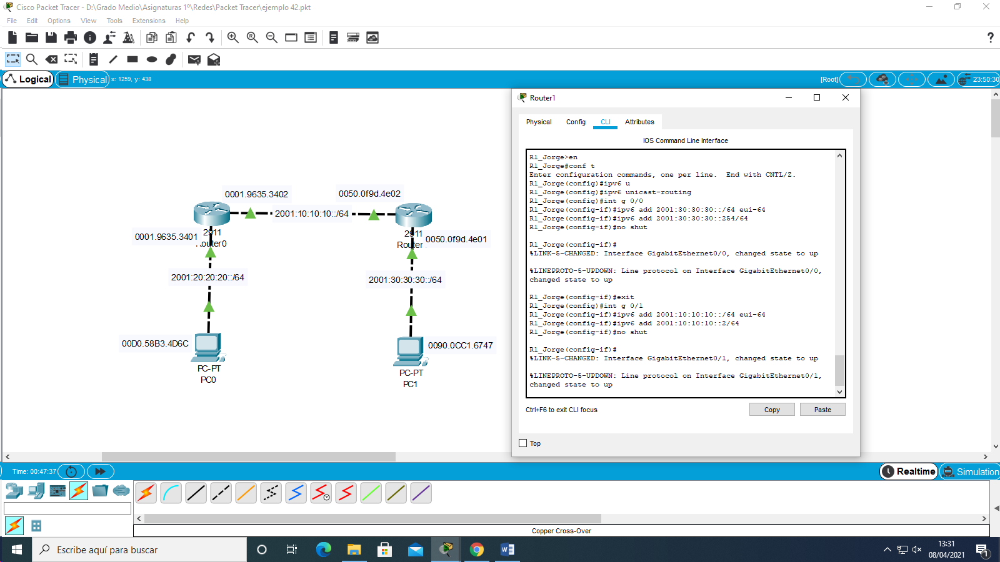 Cisco Packet Tracer - D:\Grado Medio\Asignaturas 1º\Redes\Packet Tracer\ejemplo 42.pkt
File Edit Options View Tools Extensions Help
Logical Physical x: 1259, y: 438 [Root] 23:50:30
Router1
Physical Config CLI Attributes
IOS Command Line Interface
R1_Jorge>en
R1_Jorge#conf t
Enter configuration commands, one per line.  End with CNTL/Z.
R1_Jorge(config)#ipv6 u
R1_Jorge(config)#ipv6 unicast-routing
R1_Jorge(config)#int g 0/0
R1_Jorge(config-if)#ipv6 add 2001:30:30:30::/64 eui-64
R1_Jorge(config-if)#ipv6 add 2001:30:30:30::254/64
R1_Jorge(config-if)#no shut
R1_Jorge(config-if)#
%LINK-5-CHANGED: Interface GigabitEthernet0/0, changed state to up
%LINEPROTO-5-UPDOWN: Line protocol on Interface GigabitEthernet0/0,
changed state to up
R1_Jorge(config-if)#exit
R1_Jorge(config)#int g 0/1
R1_Jorge(config-if)#ipv6 add 2001:10:10:10::/64 eui-64
R1_Jorge(config-if)#ipv6 add 2001:10:10:10::2/64
R1_Jorge(config-if)#no shut
R1_Jorge(config-if)#
%LINK-5-CHANGED: Interface GigabitEthernet0/1, changed state to up
%LINEPROTO-5-UPDOWN: Line protocol on Interface GigabitEthernet0/1,
changed state to up
Ctrl+F6 to exit CLI focus
Copy Paste
Top
0001.9635.3402
0050.0f9d.4e02
2001:10:10:10::/64
0001.9635.3401
2911
Router0
2911
Router
0050.0f9d.4e01
2001:20:20:20::/64
2001:30:30:30::/64
00D0.58B3.4D6C
PC-PT
PC0
0090.0CC1.6747
PC-PT
PC1
Time: 00:47:37
Realtime Simulation
Copper Cross-Over
Escribe aquí para buscar
13:31
08/04/2021
1